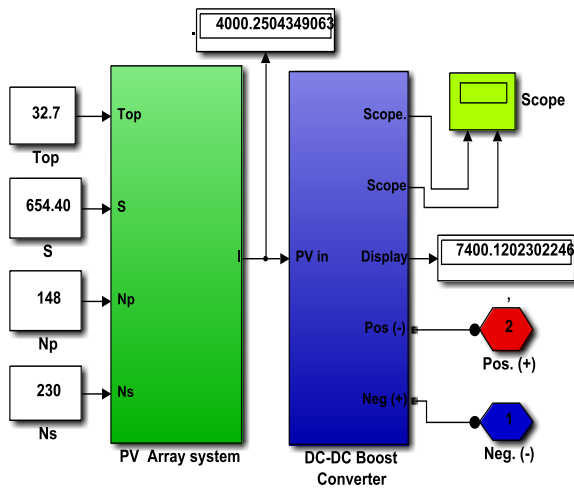 4000.2504349063
32.7
Top
Top
Scope.
Scope
654.40
S
S
Scope
I
PV in
Display
7400.1202302246
148
Np
Np
Pos (-)
2
,
Pos. (+)
230
Ns
Ns
Neg (+)
1
Neg. (-)
PV Array system
DC-DC Boost
Converter